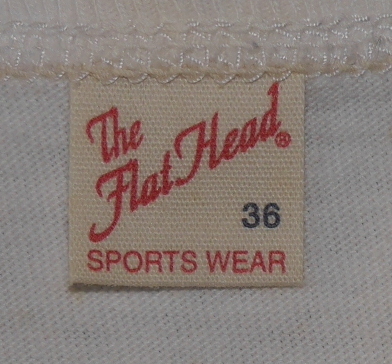 The
Flat Head®
36
SPORTS WEAR